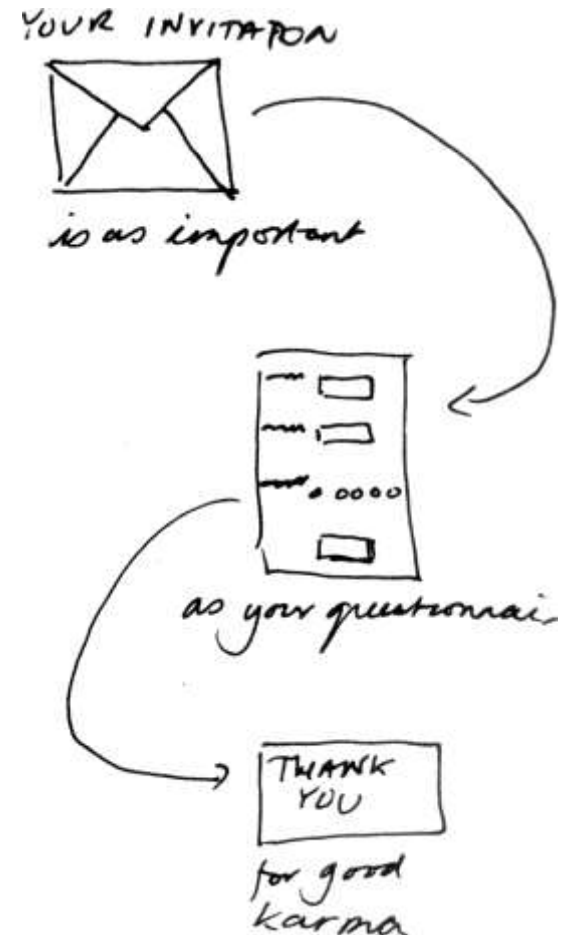 YOUR INVITATION
is as important
as your questionnai
THANK
YOU
for good
karma